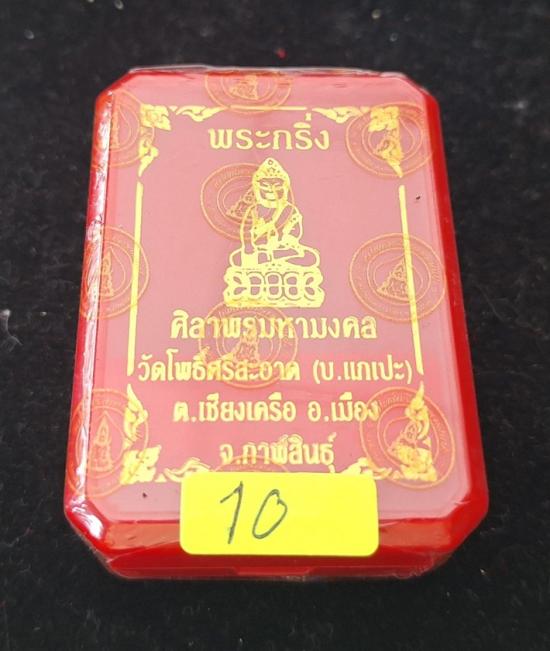 พระกริ่ง
ศิลาพรมหามงคล
วัดโพธิ์ศรีสะอาด (บ.แกเปะ)
ต.เชียงเครือ อ.เมือง
จ.กาฬสินธุ์
10